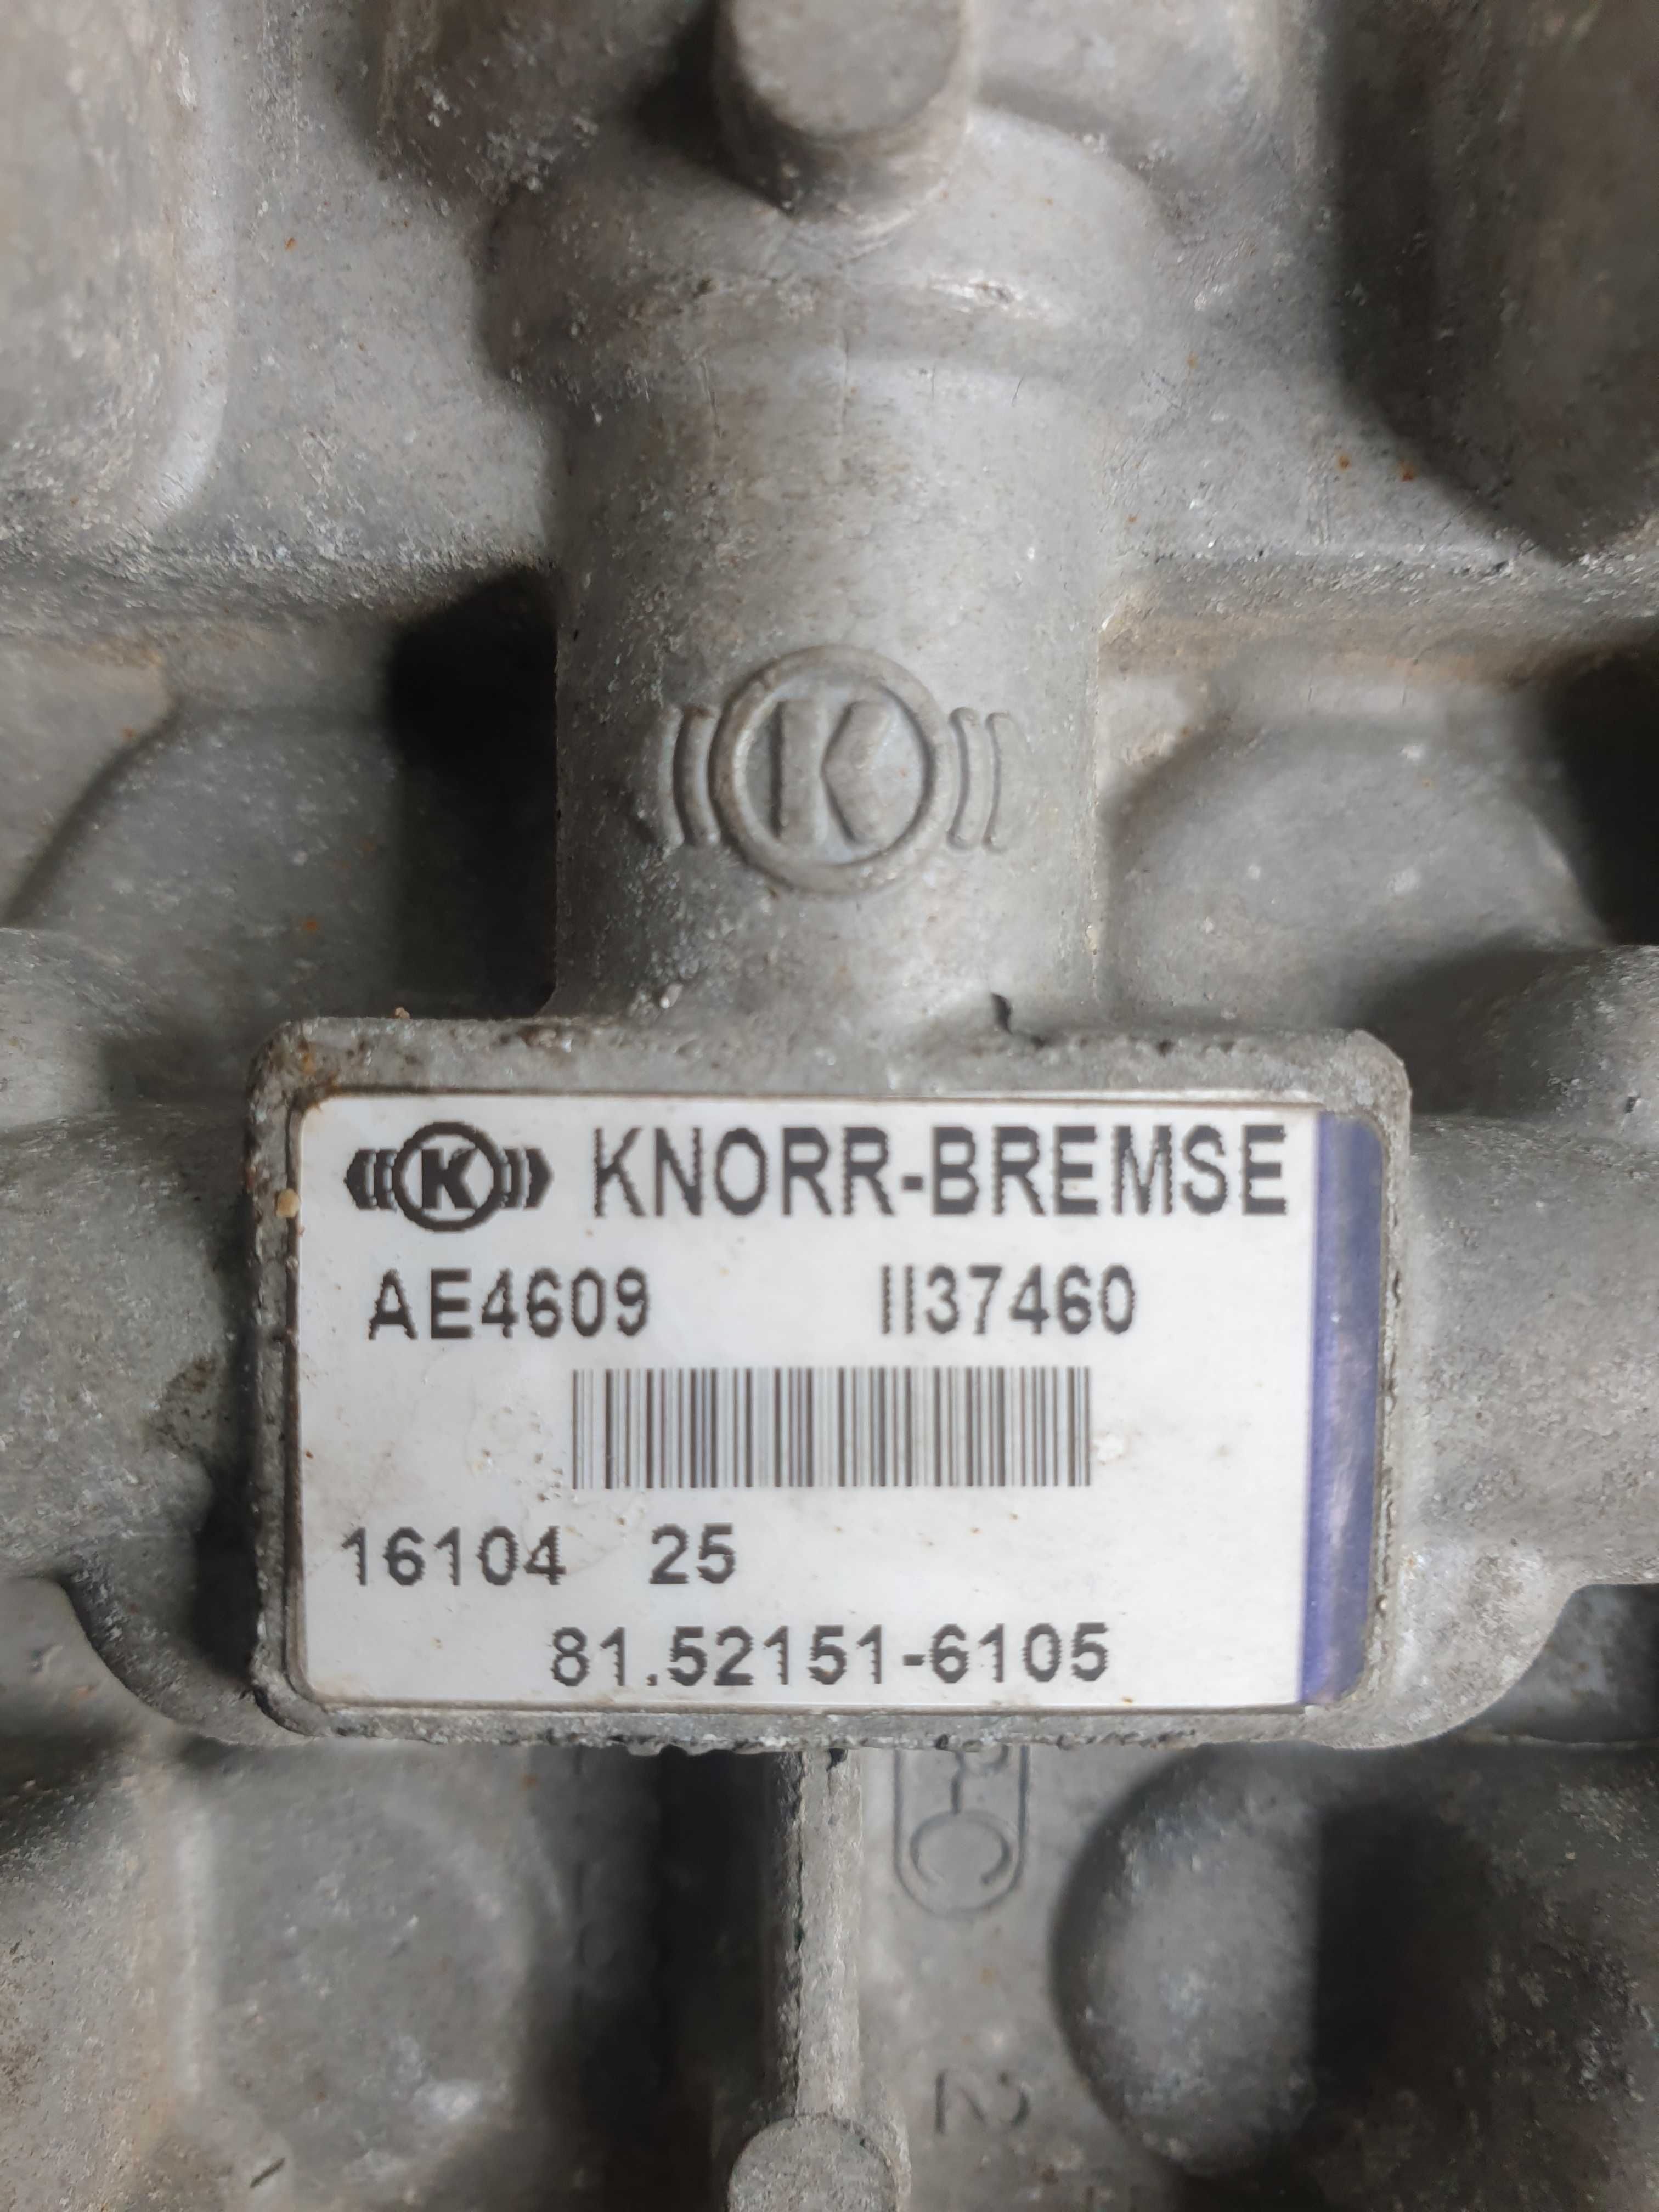 K
K KNORR-BREMSE
AE4609 II37460
16104 25
81.52151-6105